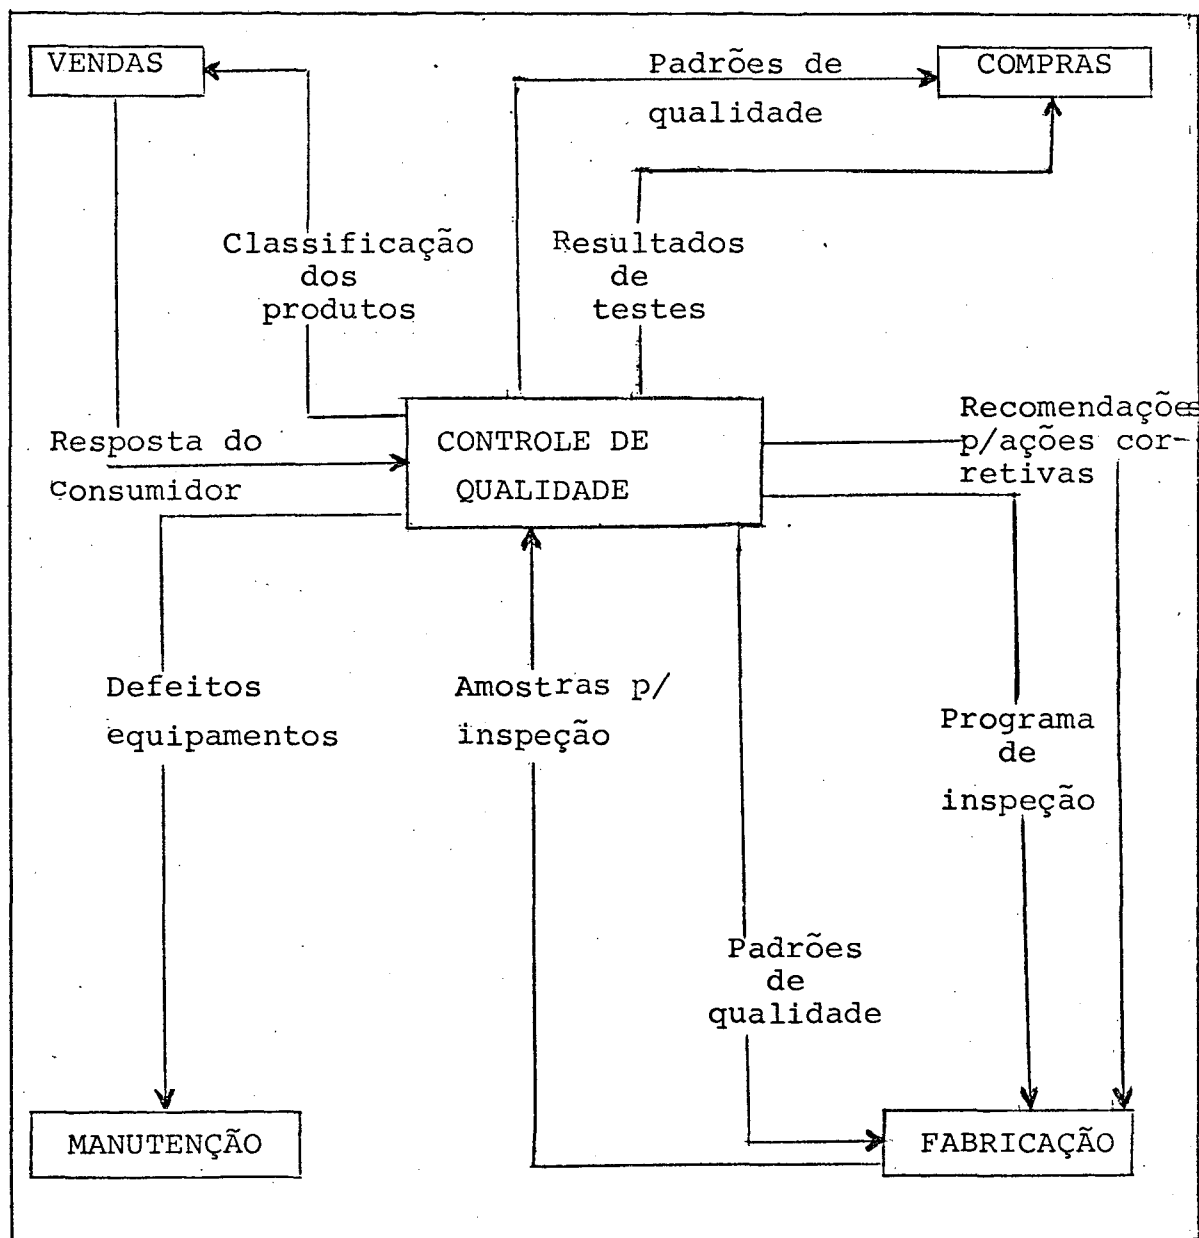 VENDAS
Padrões de
qualidade
COMPRAS
Classificação
dos
produtos
Resultados
de
testes
Resposta do
consumidor
CONTROLE DE
QUALIDADE
Recomendações
p/ações cor-
retivas
Defeitos
equipamentos
Amostras p/
inspeção
Programa
de
inspeção
Padrões
de
qualidade
MANUTENÇÃO
FABRICAÇÃO